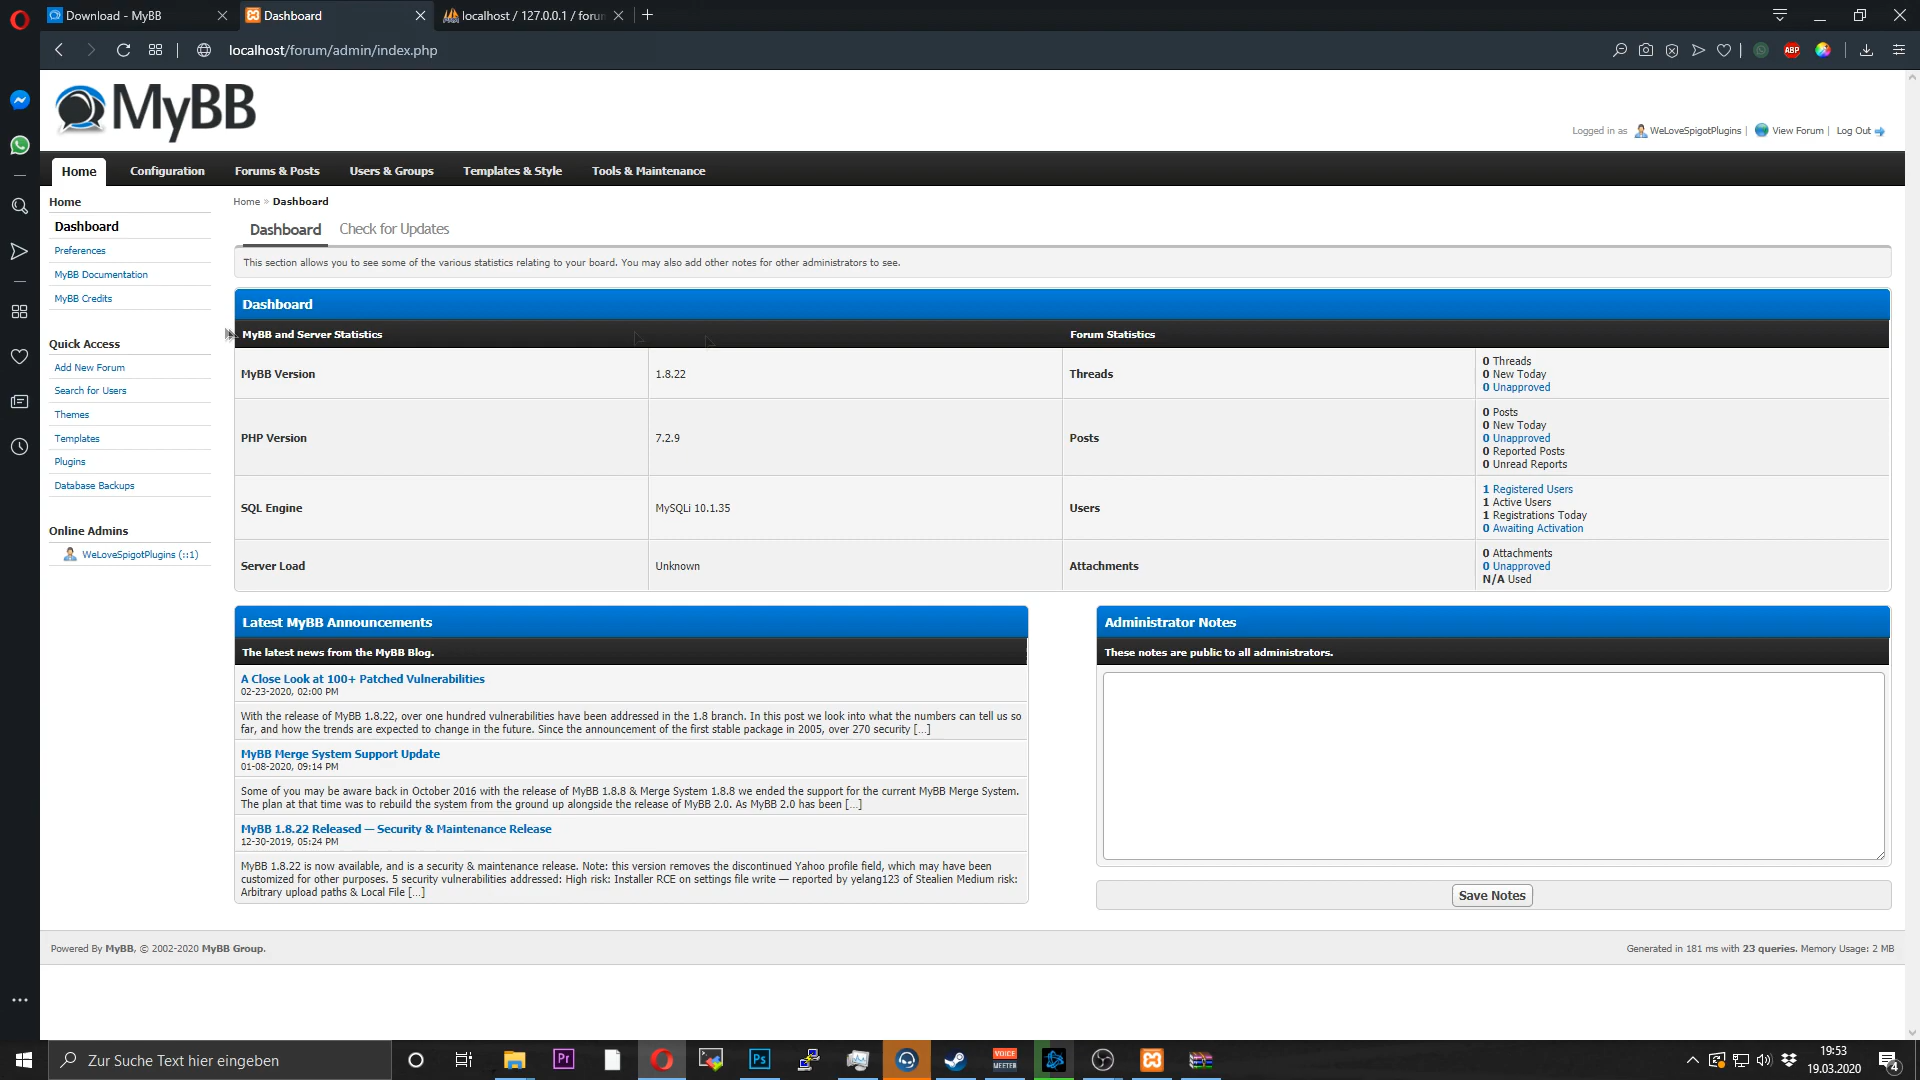 Download - MyBB
Dashboard
localhost / 127.0.0.1 / forum
localhost/forum/admin/index.php
ABP
MyBB
Logged in as WeLoveSpigotPlugins | View Forum | Log Out
Home
Configuration
Forums & Posts
Users & Groups
Templates & Style
Tools & Maintenance
Home
Dashboard
Preferences
MyBB Documentation
MyBB Credits
Quick Access
Add New Forum
Search for Users
Themes
Templates
Plugins
Database Backups
Online Admins
WeLoveSpigotPlugins (::1)
Home » Dashboard
Dashboard
Check for Updates
This section allows you to see some of the various statistics relating to your board. You may also add other notes for other administrators to see.
Dashboard
MyBB and Server Statistics
Forum Statistics
MyBB Version
1.8.22
Threads
0 Threads
0 New Today
0 Unapproved
PHP Version
7.2.9
Posts
0 Posts
0 New Today
0 Unapproved
0 Reported Posts
0 Unread Reports
SQL Engine
MySQLi 10.1.35
Users
1 Registered Users
1 Active Users
1 Registrations Today
0 Awaiting Activation
Server Load
Unknown
Attachments
0 Attachments
0 Unapproved
N/A Used
Latest MyBB Announcements
The latest news from the MyBB Blog.
A Close Look at 100+ Patched Vulnerabilities
02-23-2020, 02:00 PM
With the release of MyBB 1.8.22, over one hundred vulnerabilities have been addressed in the 1.8 branch. In this post we look into what the numbers can tell us so
far, and how the trends are expected to change in the future. Since the announcement of the first stable package in 2005, over 270 security [...]
MyBB Merge System Support Update
01-08-2020, 09:14 PM
Some of you may be aware back in October 2016 with the release of MyBB 1.8.8 & Merge System 1.8.8 we ended the support for the current MyBB Merge System.
The plan at that time was to rebuild the system from the ground up alongside the release of MyBB 2.0. As MyBB 2.0 has been [...]
MyBB 1.8.22 Released — Security & Maintenance Release
12-30-2019, 05:24 PM
MyBB 1.8.22 is now available, and is a security & maintenance release. Note: this version removes the discontinued Yahoo profile field, which may have been
customized for other purposes. 5 security vulnerabilities addressed: High risk: Installer RCE on settings file write — reported by yelang123 of Stealien Medium risk:
Arbitrary upload paths & Local File [...]
Administrator Notes
These notes are public to all administrators.
Save Notes
Powered By MyBB, © 2002-2020 MyBB Group.
Generated in 181 ms with 23 queries. Memory Usage: 2 MB
Zur Suche Text hier eingeben
Pr
Ps
VOICE
MEETER
19:53
19.03.2020
4